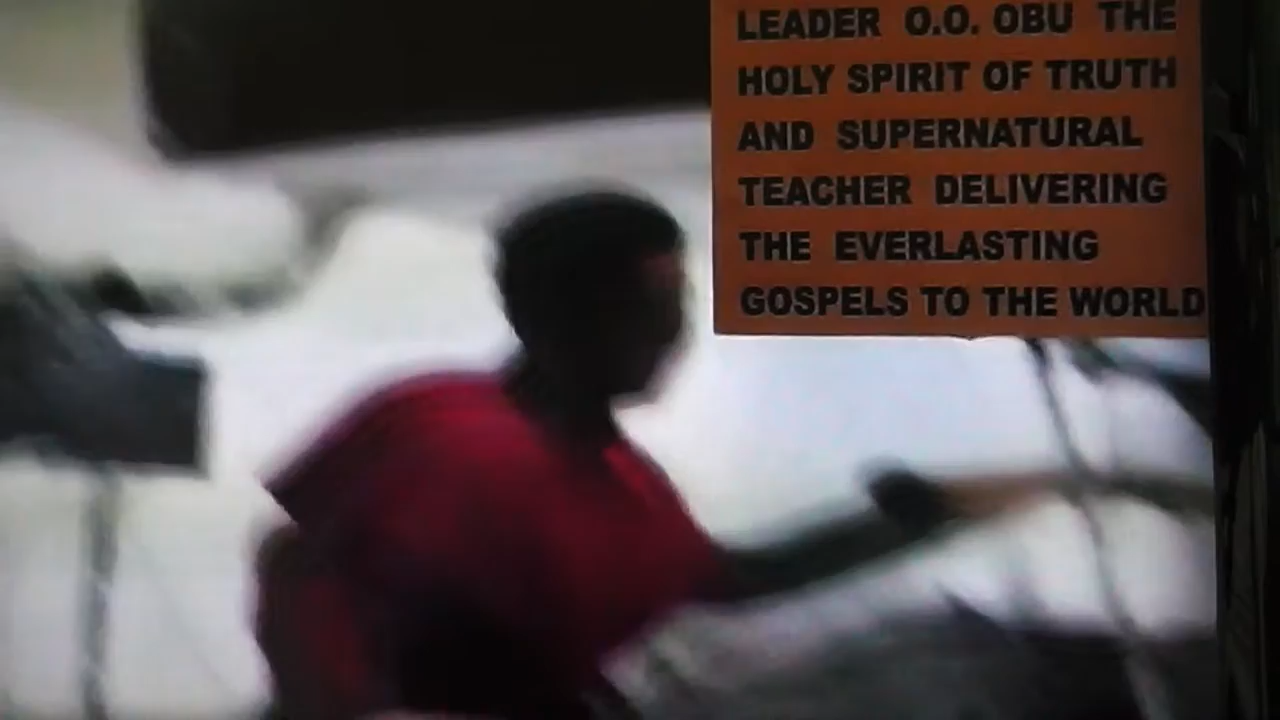 LEADER O.O. OBU THE
HOLY SPIRIT OF TRUTH
AND SUPERNATURAL
TEACHER DELIVERING
THE EVERLASTING
GOSPELS TO THE WORLD